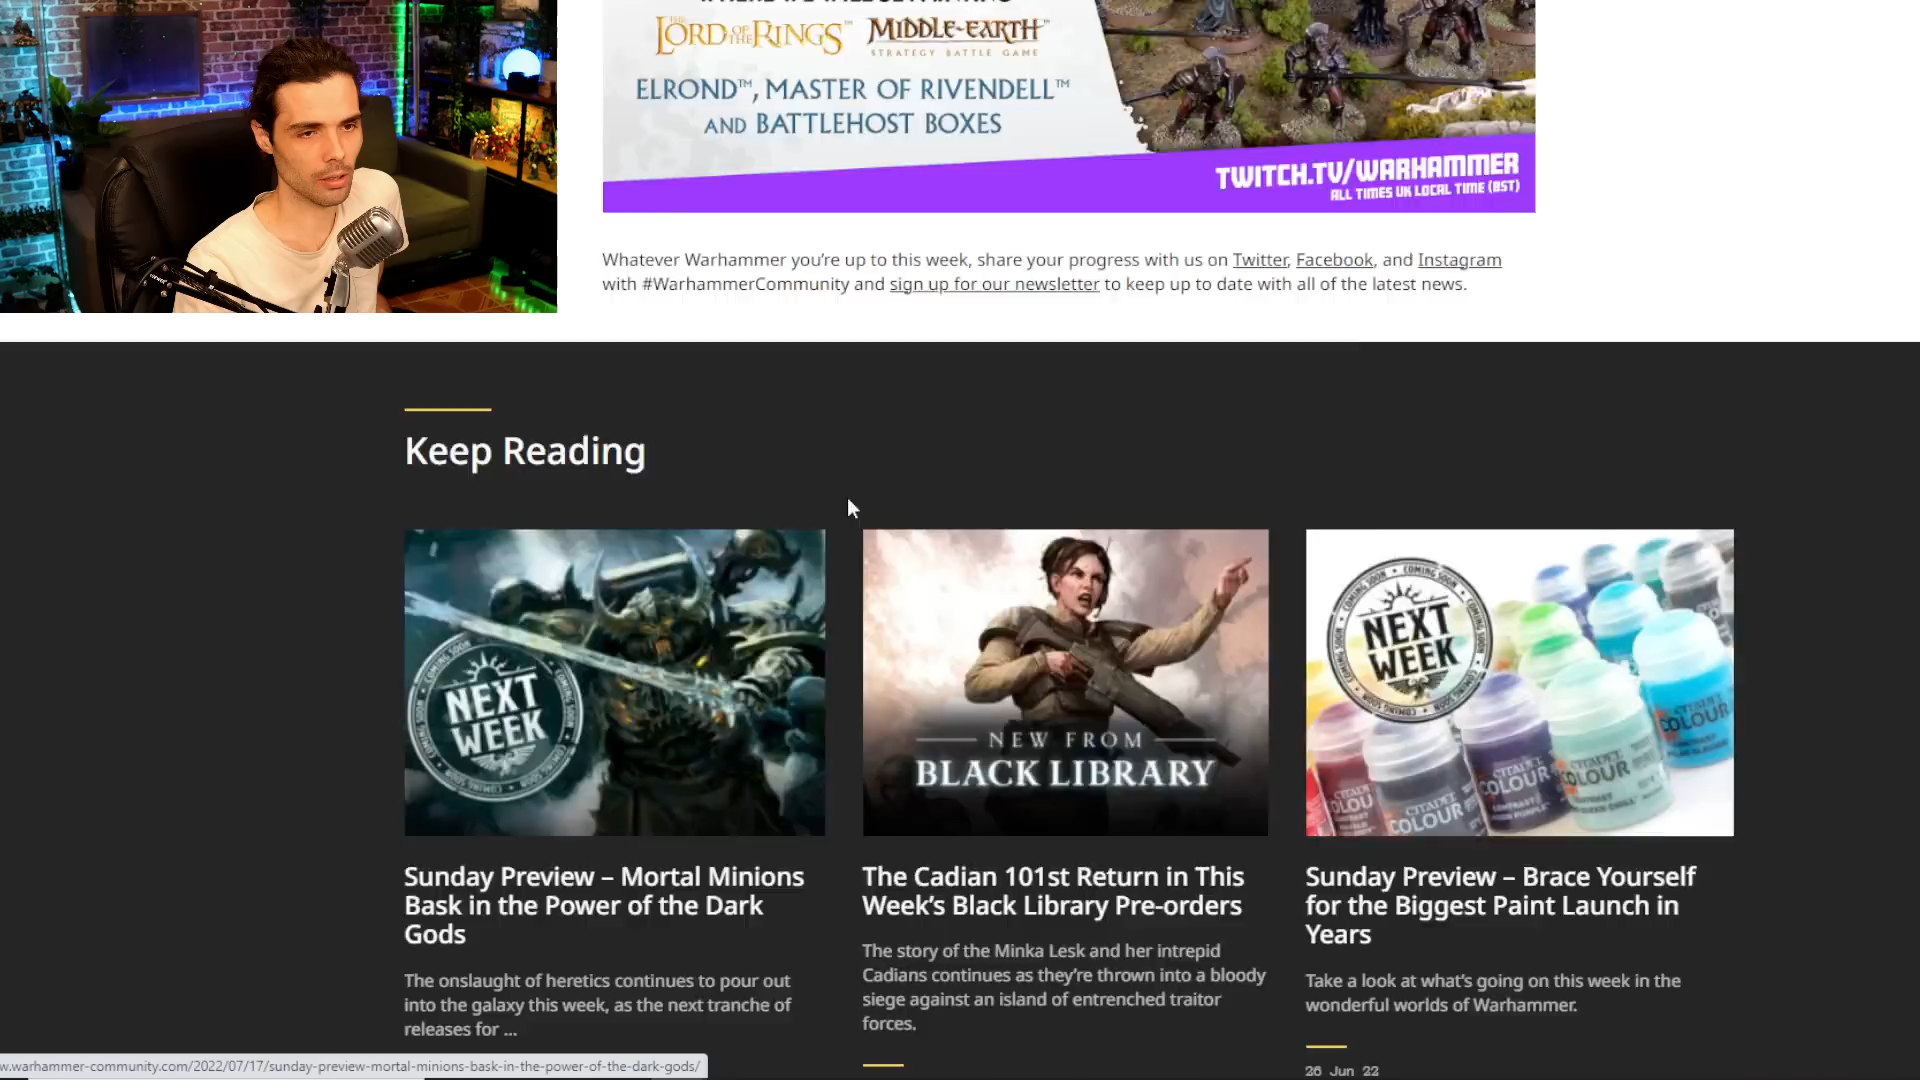 THE LORD OF THE RINGS™ MIDDLE-EARTH™
STRATEGY BATTLE GAME
ELROND™, MASTER OF RIVENDELL™
AND BATTLEHOST BOXES
TWITCH.TV/WARHAMMER
ALL TIMES UK LOCAL TIME (BST)
Whatever Warhammer you’re up to this week, share your progress with us on Twitter, Facebook, and Instagram
with #WarhammerCommunity and sign up for our newsletter to keep up to date with all of the latest news.
Keep Reading
COMING SOON
NEXT
WEEK
NEW FROM
BLACK LIBRARY
COMING SOON
NEXT
WEEK
CITADEL
COLOUR
CITADEL
COLOUR
CITADEL
COLOUR
CITADEL
COLOUR
Sunday Preview – Mortal Minions
Bask in the Power of the Dark
Gods
The onslaught of heretics continues to pour out
into the galaxy this week, as the next tranche of
releases for ...
The Cadian 101st Return in This
Week’s Black Library Pre-orders
The story of the Minka Lesk and her intrepid
Cadians continues as they’re thrown into a bloody
siege against an island of entrenched traitor
forces.
Sunday Preview – Brace Yourself
for the Biggest Paint Launch in
Years
Take a look at what’s going on this week in the
wonderful worlds of Warhammer.
26 Jun 22
w.warhammer-community.com/2022/07/17/sunday-preview-mortal-minions-bask-in-the-power-of-the-dark-gods/